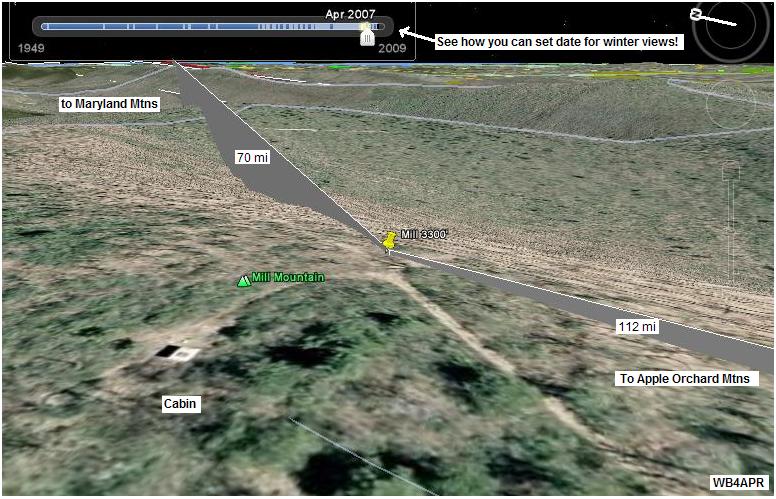 Apr 2007
1949
2009
See how you can set date for winter views!
to Maryland Mtns
70 mi
Mill 3300'
Mill Mountain
112 mi
To Apple Orchard Mtns
Cabin
WB4APR